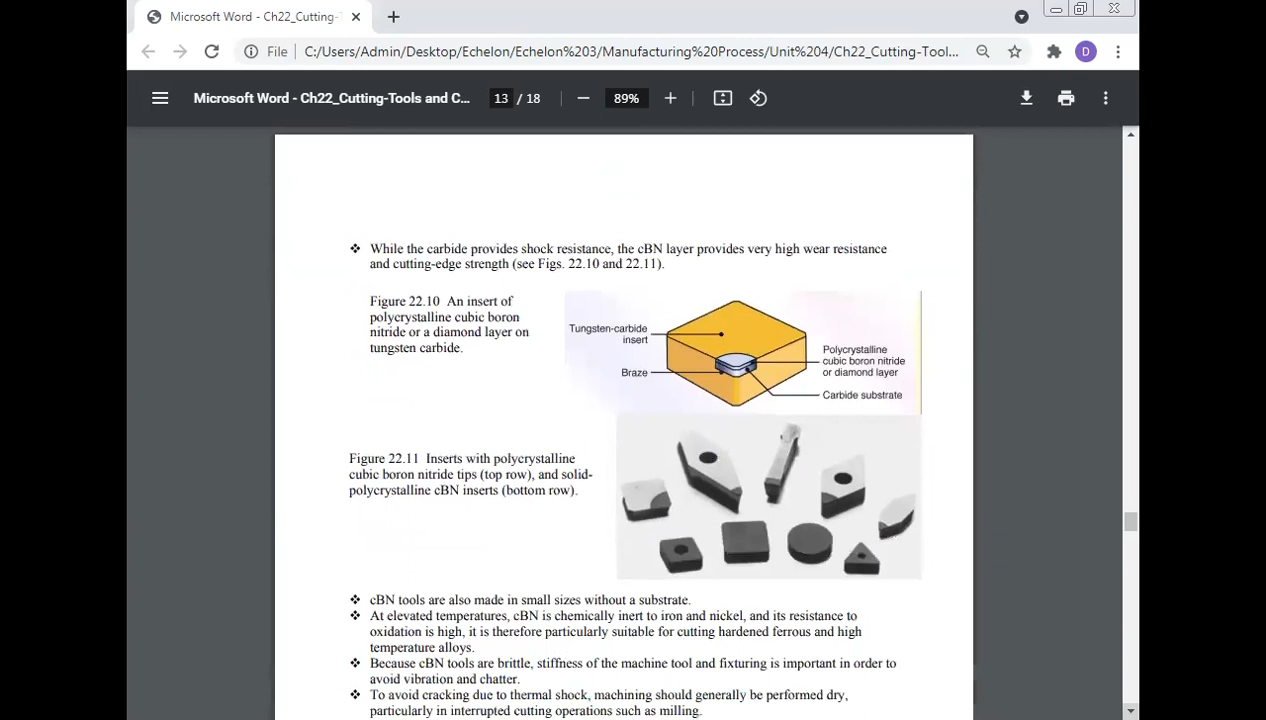 Microsoft Word - Ch22_Cutting-T
File
C:/Users/Admin/Desktop/Echelon/Echelon%203/Manufacturing%20Process/Unit%204/Ch22_Cutting-Tool...
D
Microsoft Word - Ch22_Cutting-Tools and C...
13 / 18
89%
❖ While the carbide provides shock resistance, the cBN layer provides very high wear resistance
and cutting-edge strength (see Figs. 22.10 and 22.11).
Figure 22.10 An insert of
polycrystalline cubic boron
nitride or a diamond layer on
tungsten carbide.
Tungsten-carbide
insert
Braze
Polycrystalline
cubic boron nitride
or diamond layer
Carbide substrate
Figure 22.11 Inserts with polycrystalline
cubic boron nitride tips (top row), and solid-
polycrystalline cBN inserts (bottom row).
❖ cBN tools are also made in small sizes without a substrate.
❖ At elevated temperatures, cBN is chemically inert to iron and nickel, and its resistance to
oxidation is high, it is therefore particularly suitable for cutting hardened ferrous and high
temperature alloys.
❖ Because cBN tools are brittle, stiffness of the machine tool and fixturing is important in order to
avoid vibration and chatter.
❖ To avoid cracking due to thermal shock, machining should generally be performed dry,
particularly in interrupted cutting operations such as milling.